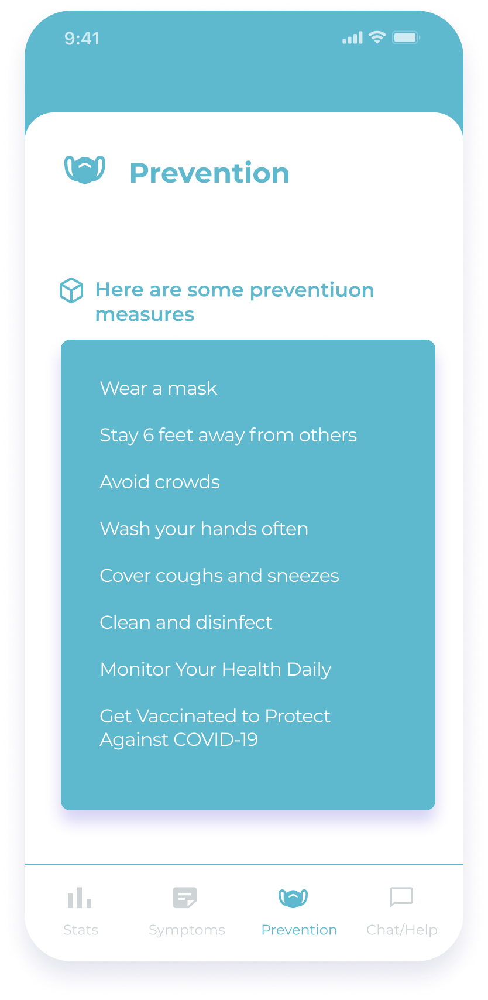 9:41
Prevention
Here are some preventiuon
measures
Wear a mask
Stay 6 feet away from others
Avoid crowds
Wash your hands often
Cover coughs and sneezes
Clean and disinfect
Monitor Your Health Daily
Get Vaccinated to Protect
Against COVID-19
Stats Symptoms Prevention Chat/Help